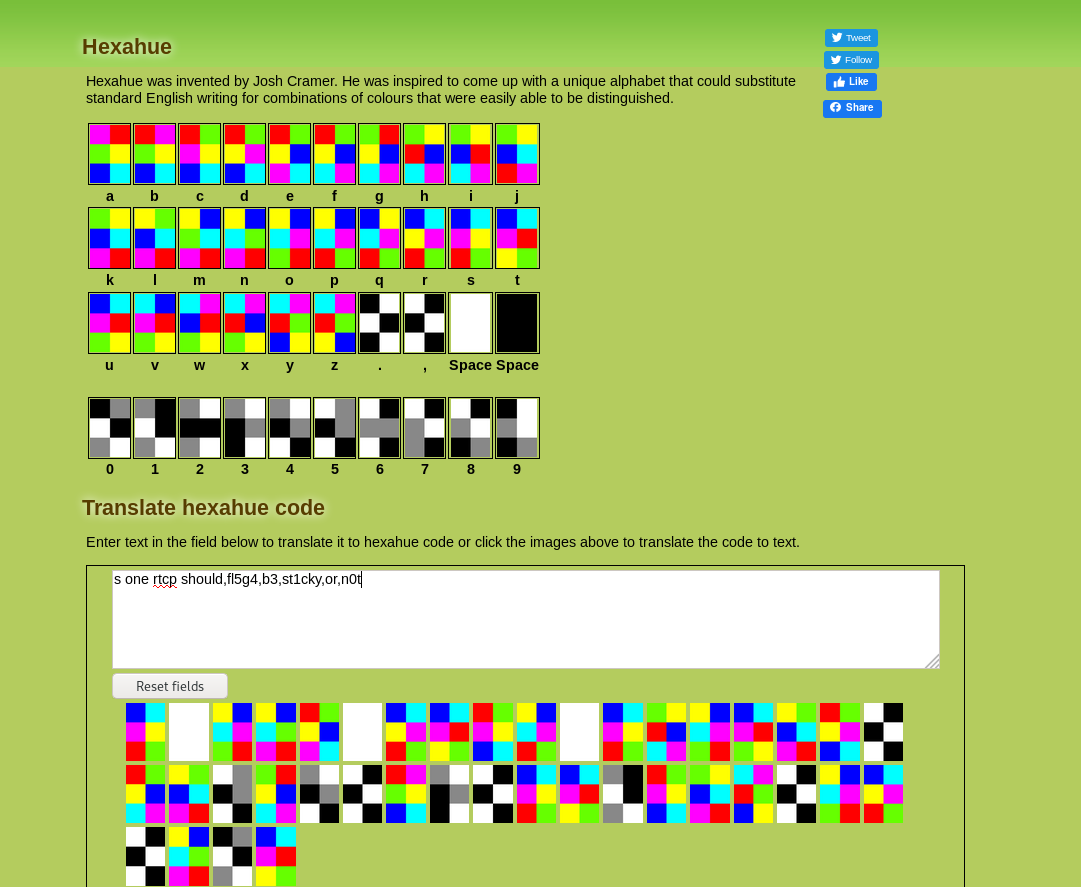 Hexahue
Tweet
Follow
Like
Share
Hexahue was invented by Josh Cramer. He was inspired to come up with a unique alphabet that could substitute
standard English writing for combinations of colours that were easily able to be distinguished.
a b c d e f g h i j
k l m n o p q r s t
u v w x y z . , Space Space
0 1 2 3 4 5 6 7 8 9
Translate hexahue code
Enter text in the field below to translate it to hexahue code or click the images above to translate the code to text.
s one rtcp should,fl5g4,b3,st1cky,or,n0t
Reset fields